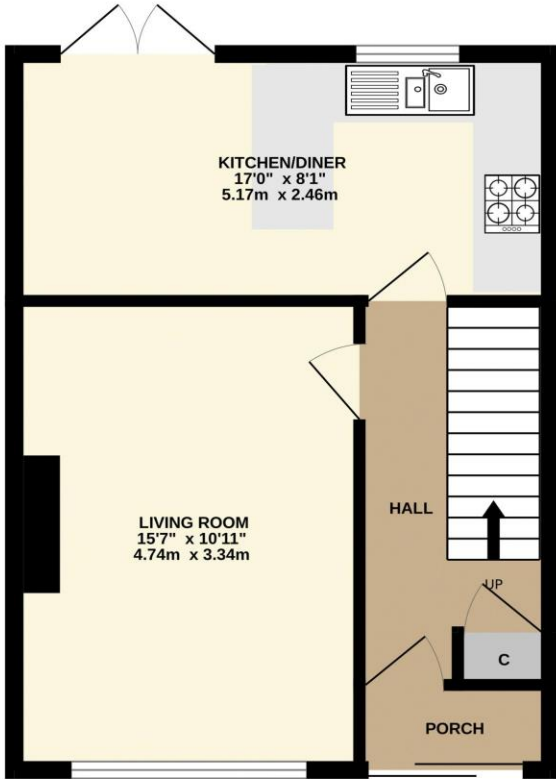 KITCHEN/DINER
17'0" x 8'1"
5.17m x 2.46m
LIVING ROOM
15'7" x 10'11"
4.74m x 3.34m
HALL
UP
C
PORCH